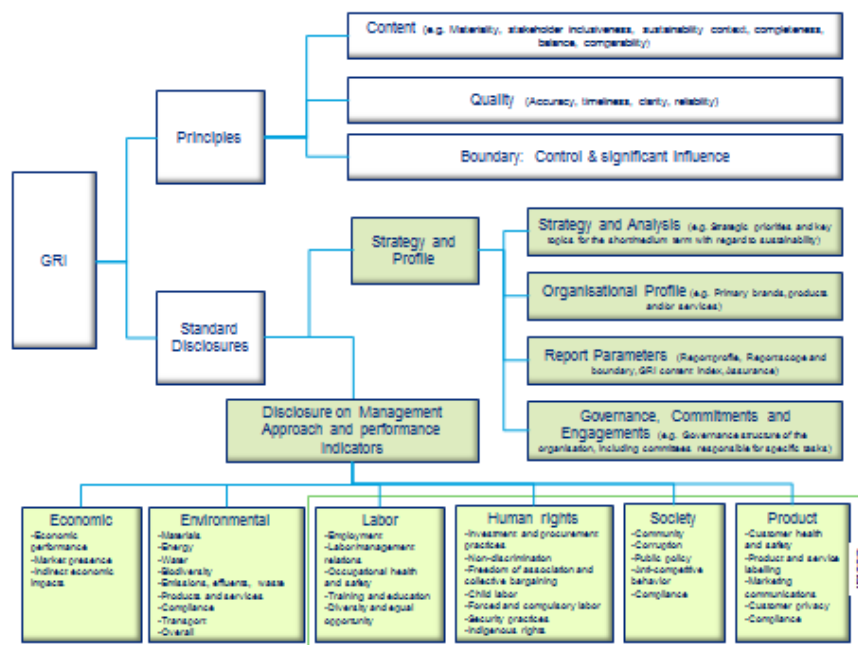 Content (e.g. Materiality, stakeholder inclusiveness, sustainability context, completeness,
balance, comparability)
Quality (Accuracy, timeliness, clarity, reliability)
Boundary: Control & significant influence
Principles
GRI
Standard
Disclosures
Strategy and
Profile
Strategy and Analysis (e.g. Strategic priorities and key
topics for the short/medium term with regard to sustainability)
Organisational Profile (e.g. Primary brands, products
and/or services)
Report Parameters (Report profile, Report scope and
boundary, GRI content index, Assurance)
Governance, Commitments and
Engagements (e.g. Governance structure of the
organisation, including committees responsible for specific tasks)
Disclosure on Management
Approach and performance
indicators
Economic
-Economic
performance
-Market presence
-Indirect economic
impacts
Environmental
-Materials
-Energy
-Water
-Biodiversity
-Emissions, effluents, waste
-Products and services
-Compliance
-Transport
-Overall
Labor
-Employment
-Labor/management
relations
-Occupational health
and safety
-Training and education
-Diversity and equal
opportunity
Human rights
-Investment and procurement
practices
-Non-discrimination
-Freedom of association and
collective bargaining
-Child labor
-Forced and compulsory labor
-Security practices
-Indigenous rights
Society
-Community
-Corruption
-Public policy
-Anti-competitive
behavior
-Compliance
Product
-Customer health
and safety
-Product and service
labelling
-Marketing
communications
-Customer privacy
-Compliance